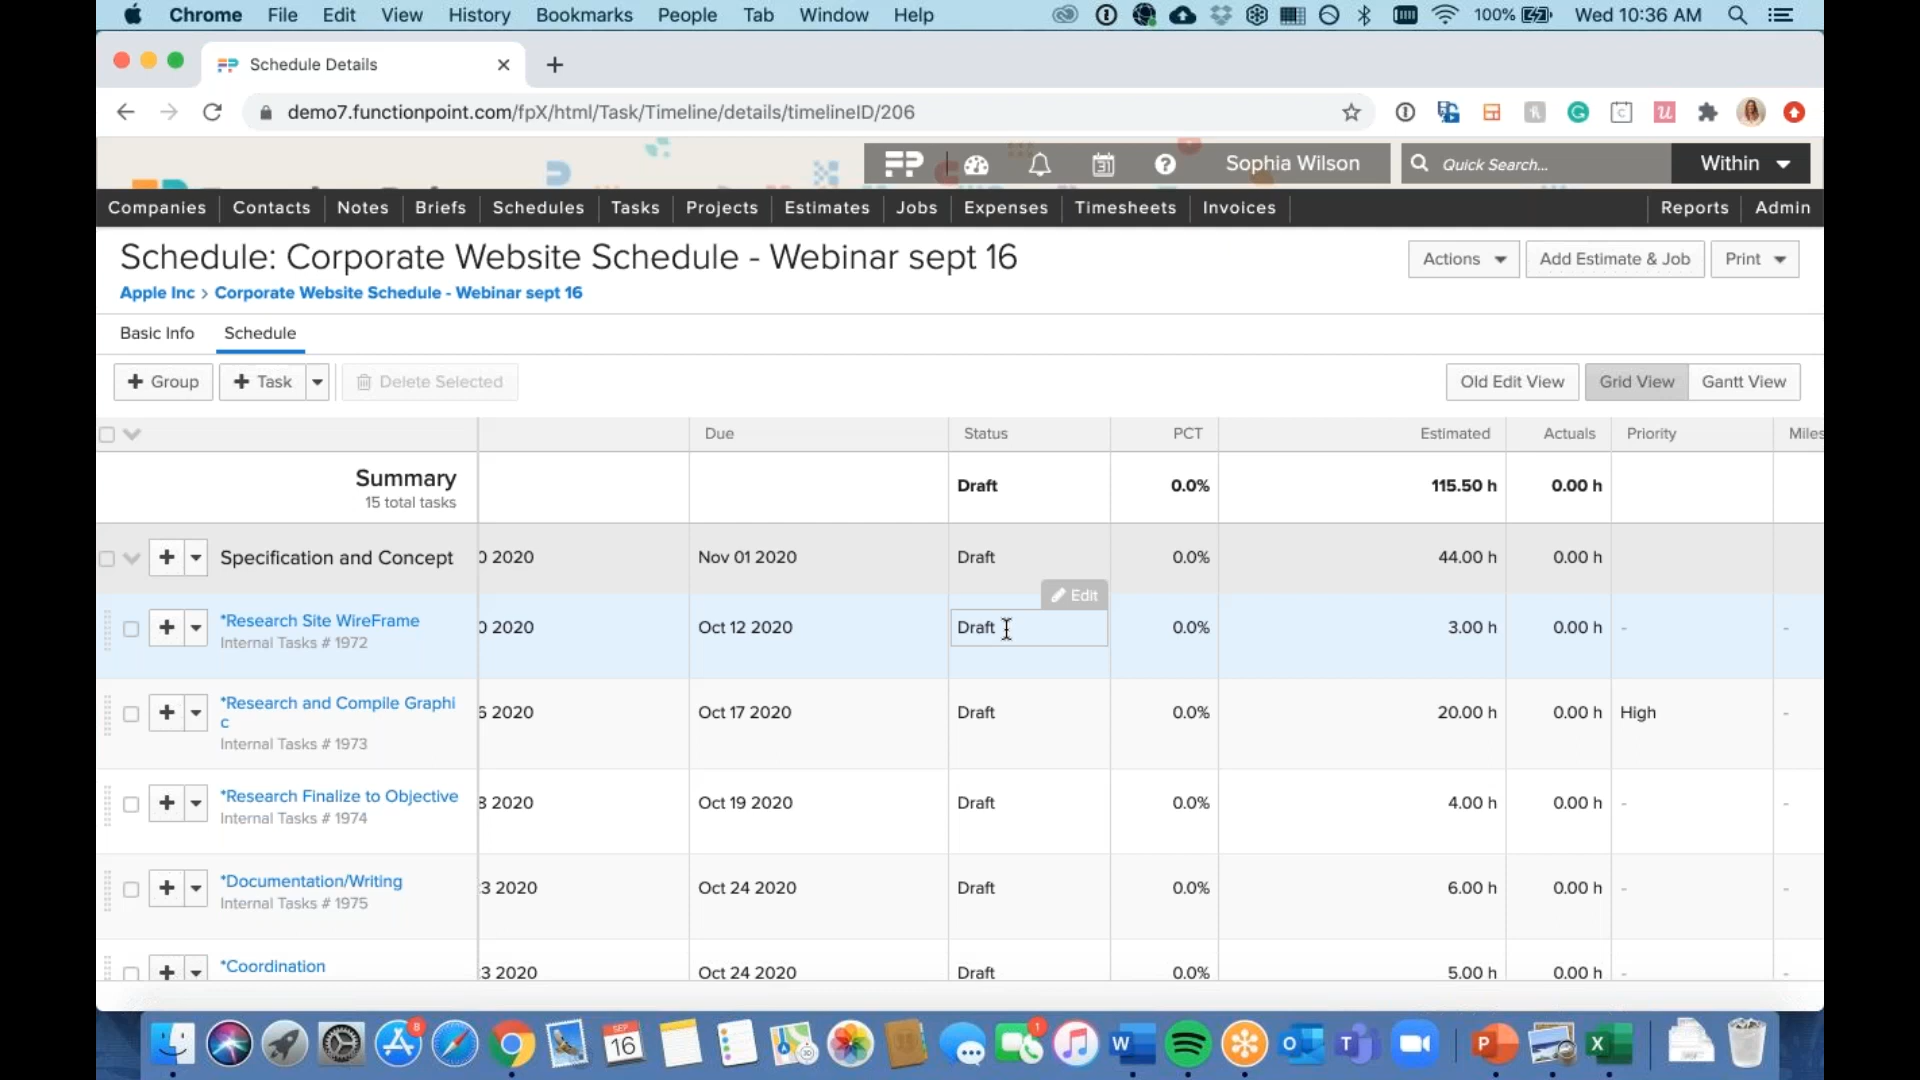 Chrome File Edit View History Bookmarks People Tab Window Help 100% Wed 10:36 AM
Schedule Details
demo7.functionpoint.com/fpX/html/Task/Timeline/details/timelineID/206
FP 31 Sophia Wilson Quick Search... Within
Companies Contacts Notes Briefs Schedules Tasks Projects Estimates Jobs Expenses Timesheets Invoices Reports Admin
Schedule: Corporate Website Schedule - Webinar sept 16
Actions Add Estimate & Job Print
Apple Inc > Corporate Website Schedule - Webinar sept 16
Basic Info Schedule
+ Group + Task Delete Selected Old Edit View Grid View Gantt View
Due Status PCT Estimated Actuals Priority Miles
Summary Draft 0.0% 115.50 h 0.00 h
15 total tasks
Specification and Concept 0 2020 Nov 01 2020 Draft 0.0% 44.00 h 0.00 h
Edit
*Research Site WireFrame 0 2020 Oct 12 2020 Draft 0.0% 3.00 h 0.00 h - -
Internal Tasks # 1972
*Research and Compile Graphi
c 6 2020 Oct 17 2020 Draft 0.0% 20.00 h 0.00 h High -
Internal Tasks # 1973
*Research Finalize to Objective 8 2020 Oct 19 2020 Draft 0.0% 4.00 h 0.00 h - -
Internal Tasks # 1974
*Documentation/Writing 3 2020 Oct 24 2020 Draft 0.0% 6.00 h 0.00 h - -
Internal Tasks # 1975
*Coordination 3 2020 Oct 24 2020 Draft 0.0% 5.00 h 0.00 h - -
8 SEP 16 1 W O T P X